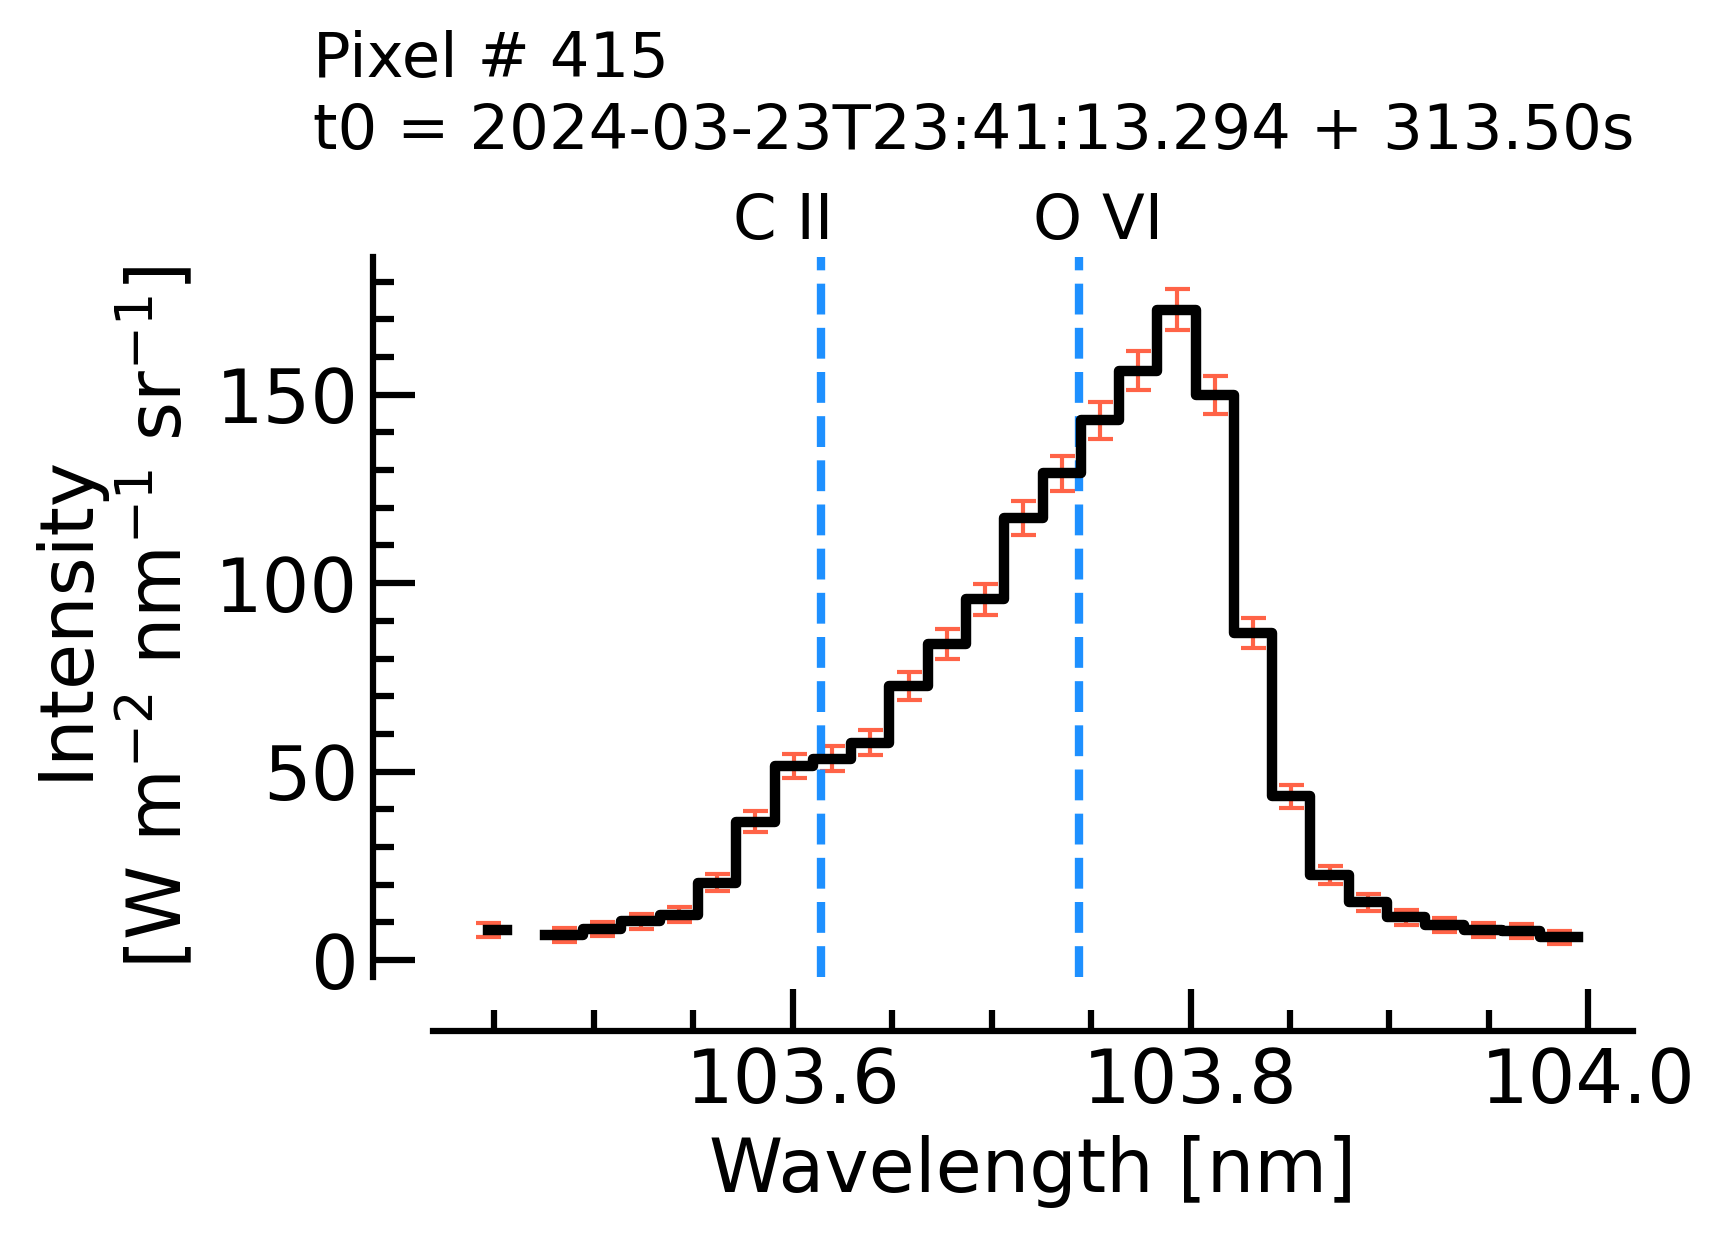 Pixel # 415
t0 = 2024-03-23T23:41:13.294 + 313.50s
C II O VI
Intensity
[W m⁻² nm⁻¹ sr⁻¹]
150
100
50
0
103.6 103.8 104.0
Wavelength [nm]